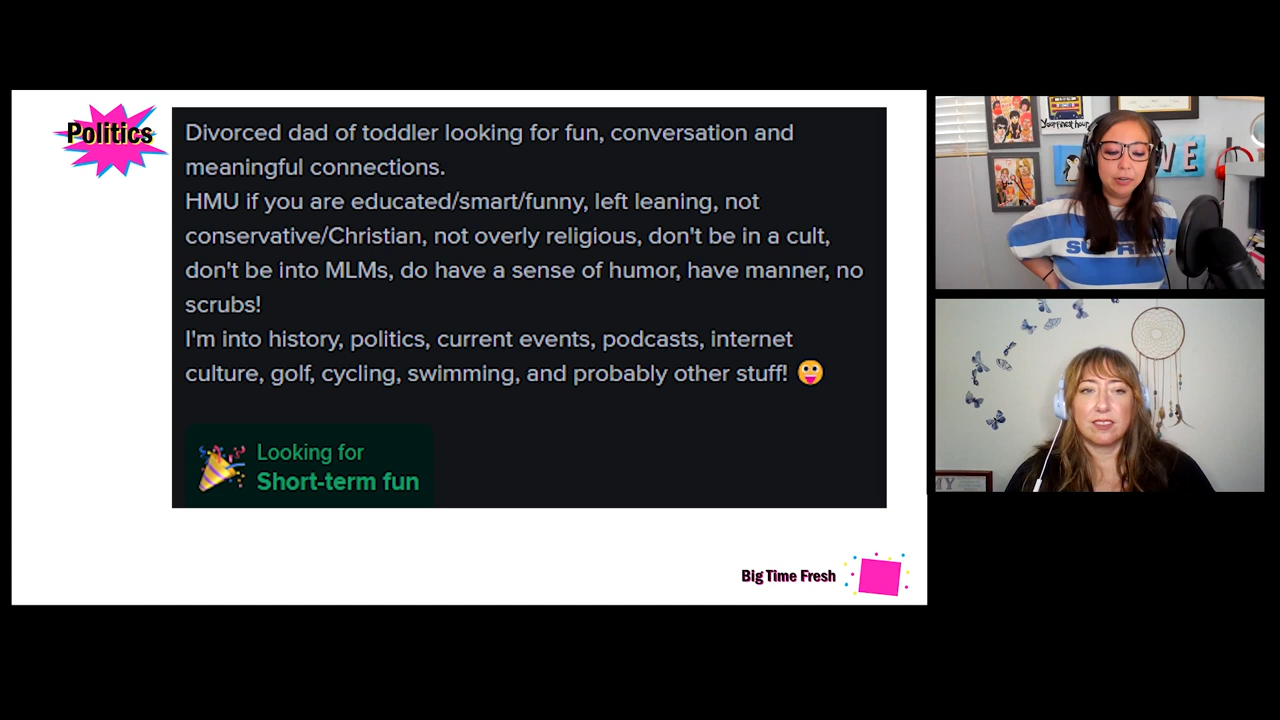 Politics
Divorced dad of toddler looking for fun, conversation and
meaningful connections.
HMU if you are educated/smart/funny, left leaning, not
conservative/Christian, not overly religious, don't be in a cult,
don't be into MLMs, do have a sense of humor, have manner, no
scrubs!
I'm into history, politics, current events, podcasts, internet
culture, golf, cycling, swimming, and probably other stuff! 😛
Looking for
Short-term fun
Big Time Fresh
Your finest hour